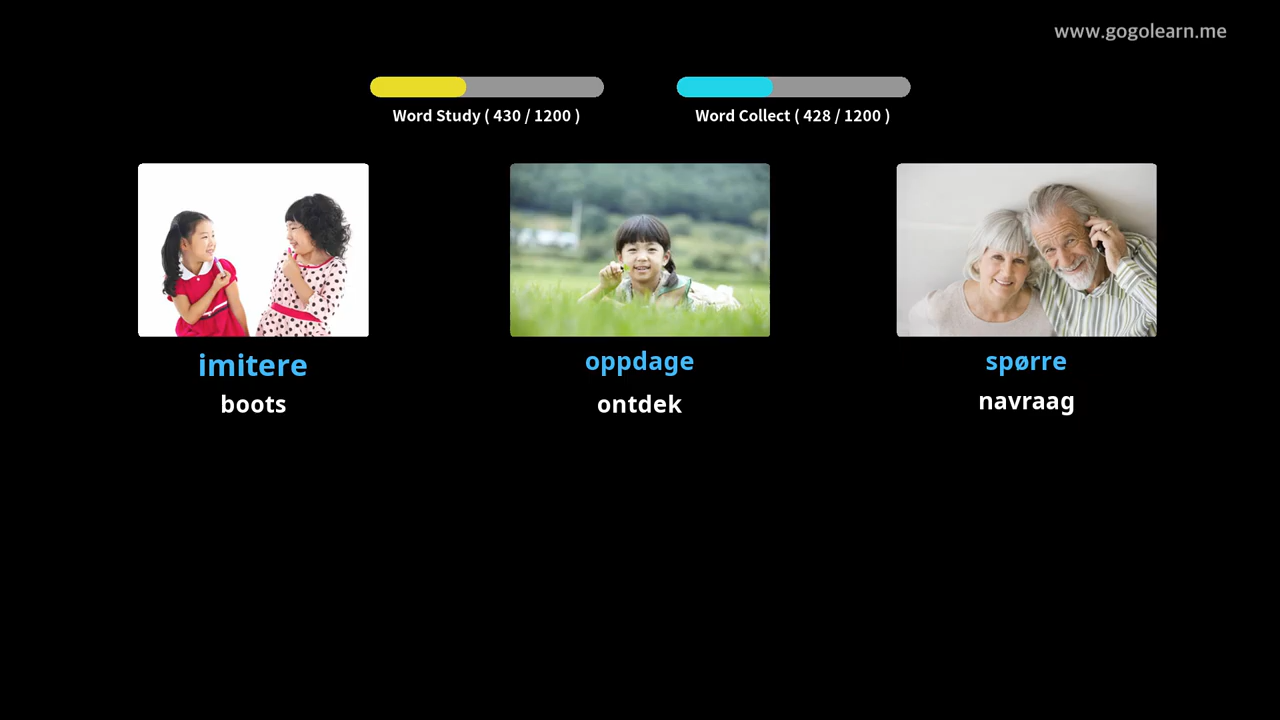 www.gogolearn.me
Word Study ( 430 / 1200 )
Word Collect ( 428 / 1200 )
imitere
boots
oppdage
ontdek
spørre
navraag